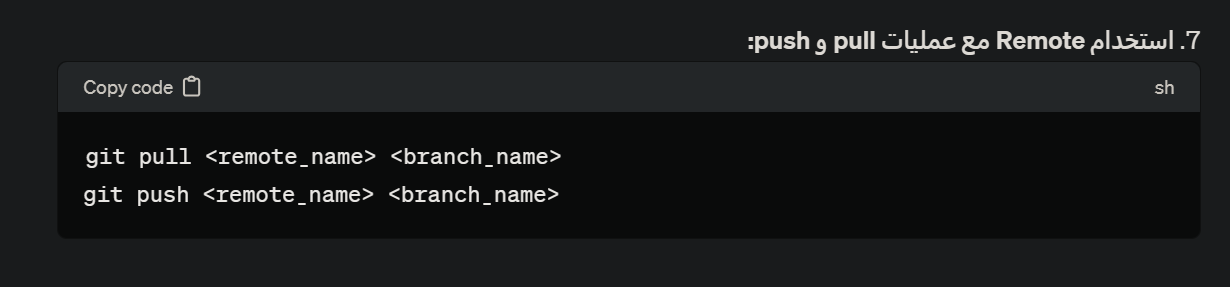 7. استخدام Remote مع عمليات pull و push:
Copy code
sh
git pull <remote_name> <branch_name>
git push <remote_name> <branch_name>